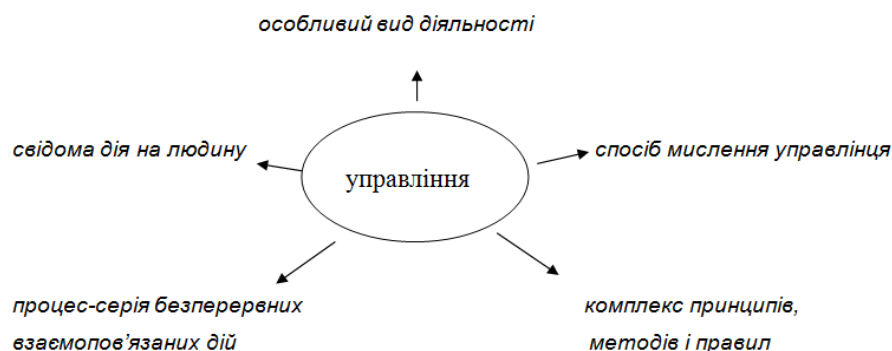 особливий вид діяльності
свідома дія на людину
спосіб мислення управлінця
управління
процес-серія безперервних
взаємопов’язаних дій
комплекс принципів,
методів і правил